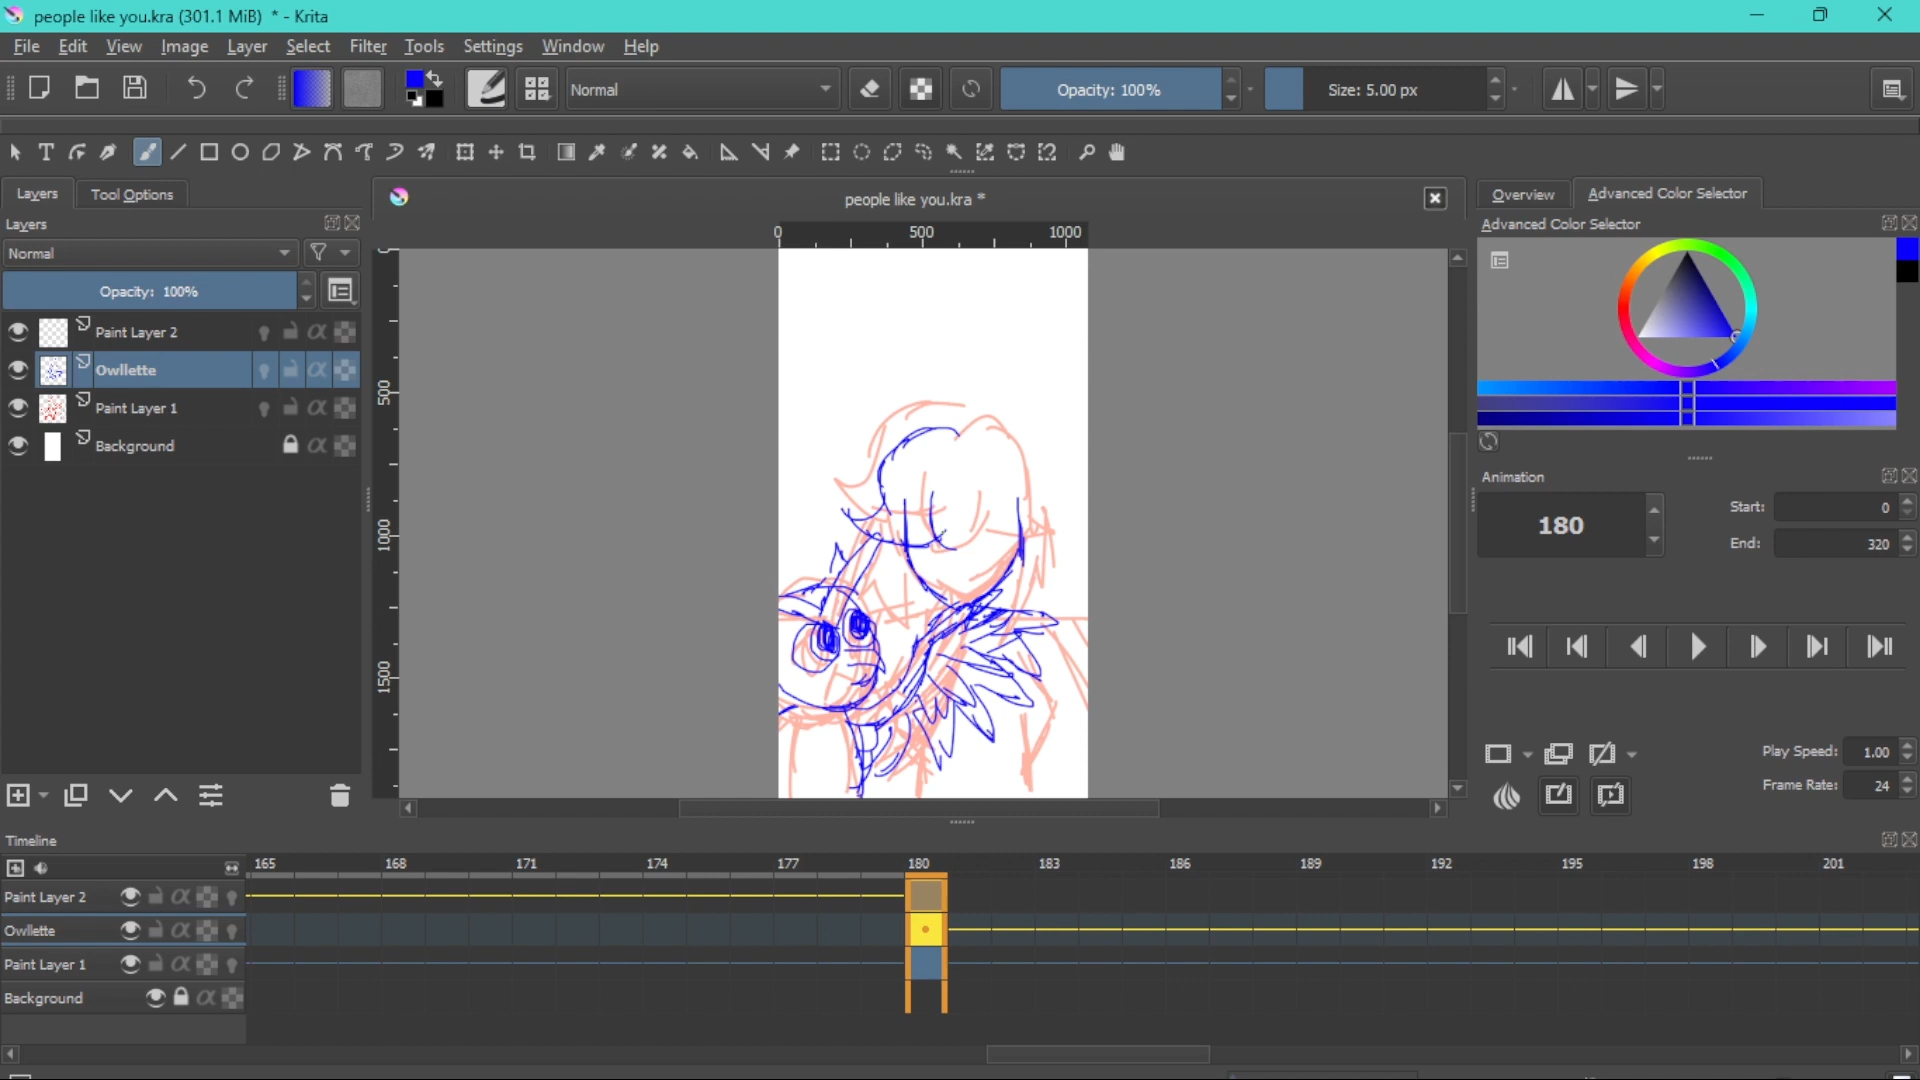 people like you.kra (301.1 MiB) * - Krita
File Edit View Image Layer Select Filter Tools Settings Window Help
Normal Opacity: 100% Size: 5.00 px
Layers Tool Options people like you.kra * Overview Advanced Color Selector
Layers Advanced Color Selector
0 500 1000
Normal
Opacity: 100%
Paint Layer 2
Owllette
Paint Layer 1
Background
500
1000
1500
Animation
180 Start: 0
End: 320
Play Speed: 1.00
Frame Rate: 24
Timeline
165 168 171 174 177 180 183 186 189 192 195 198 201
Paint Layer 2
Owllette
Paint Layer 1
Background